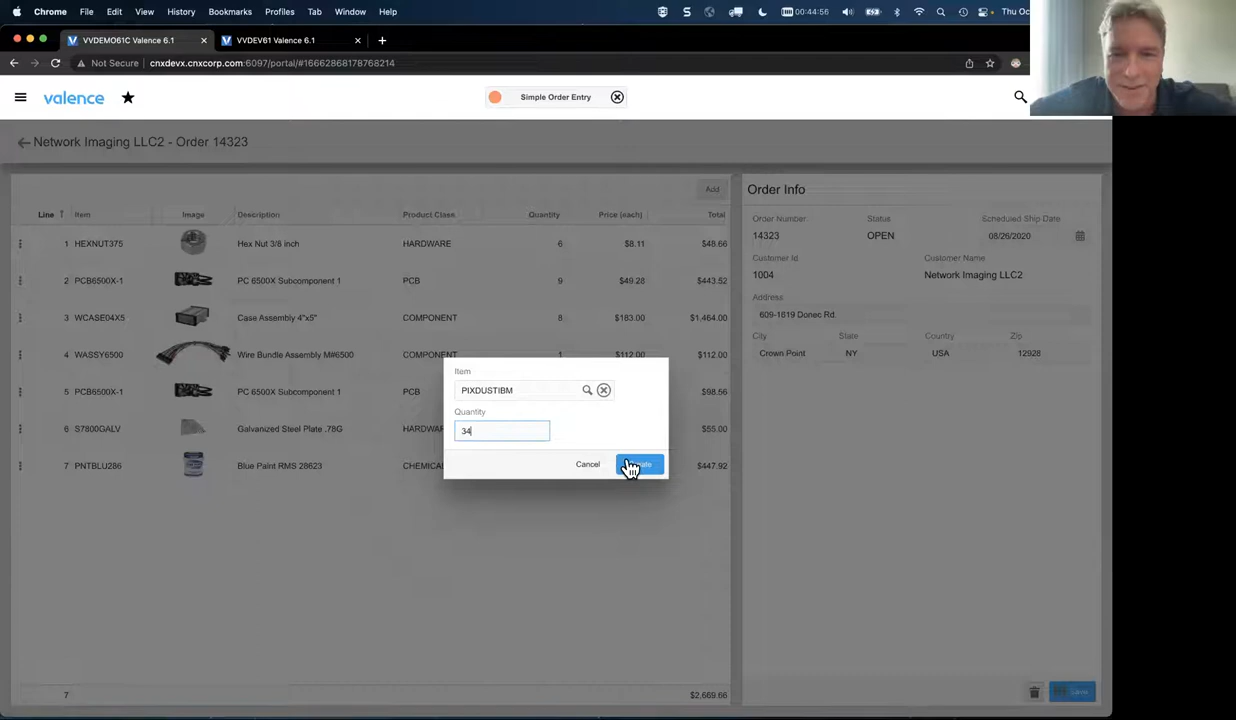 Chrome File Edit View History Bookmarks Profiles Tab Window Help 00:44:56 Thu Oc
VVDEMO61C Valence 6.1 VVDEV61 Valence 6.1
Not Secure cnxdevx.cnxcorp.com:6097/portal/#16662868178768214
valence Simple Order Entry
Network Imaging LLC2 - Order 14323
Add
Line Item Image Description Product Class Quantity Price (each) Total
1 HEXNUT375 Hex Nut 3/8 inch HARDWARE 6 $8.11 $48.66
2 PCB6500X-1 PC 6500X Subcomponent 1 PCB 9 $49.28 $443.52
3 WCASE04X5 Case Assembly 4"x5" COMPONENT 8 $183.00 $1,464.00
4 WASSY6500 Wire Bundle Assembly M#6500 COMPONENT 1 $112.00 $112.00
5 PCB6500X-1 PC 6500X Subcomponent 1 PCB $98.56
6 S7800GALV Galvanized Steel Plate .78G HARDWAR $55.00
7 PNTBLU286 Blue Paint RMS 28623 CHEMICA $447.92
7 $2,669.66
Item
PIXDUSTIBM
Quantity
34
Cancel
Order Info
Order Number Status Scheduled Ship Date
14323 OPEN 08/26/2020
Customer Id Customer Name
1004 Network Imaging LLC2
Address
609-1619 Donec Rd.
City State Country Zip
Crown Point NY USA 12928